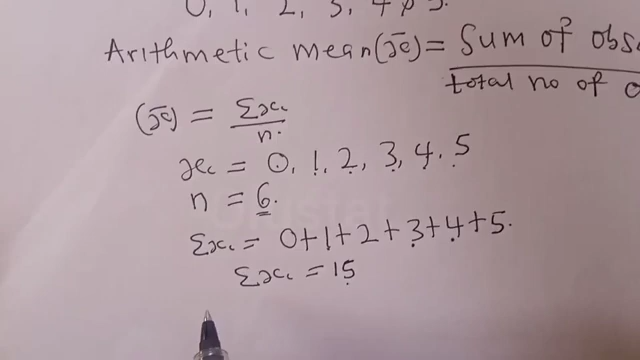 0, 1, 2, 3, 4, 5.
Arithmetic mean (x̄) = Sum of obs
total no of
(x̄) = Σxᵢ
n.
xᵢ = 0, 1, 2, 3, 4, 5
n = 6.
Σxᵢ = 0+1+2+3+4+5.
Σxᵢ = 15